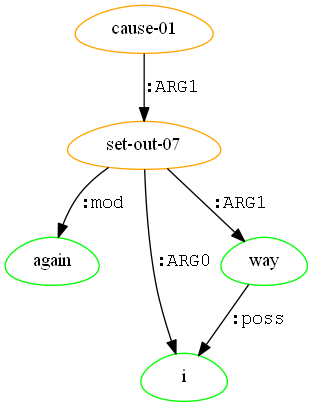 cause-01
:ARG1
set-out-07
:mod
:ARG0
:ARG1
again
way
:poss
i